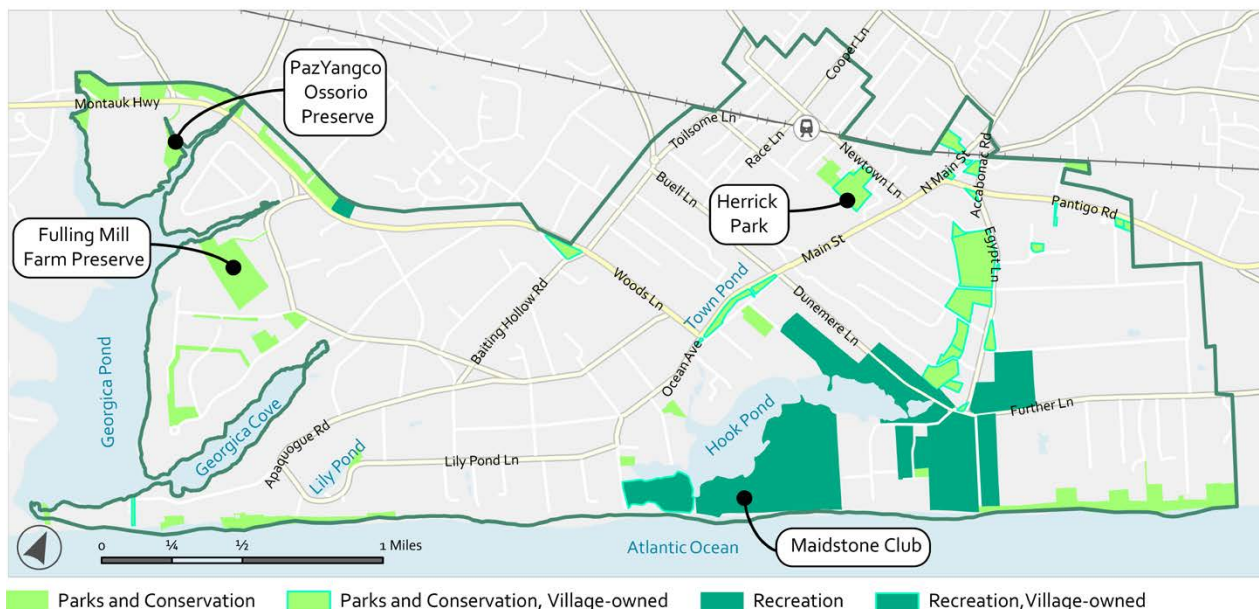 PazYangco
Ossorio
Preserve
Montauk Hwy
Cooper Ln
Toilsome Ln
Race Ln
Newtown Ln
N Main St
Accabonac Rd
Buell Ln
Herrick
Park
Pantigo Rd
Fulling Mill
Farm Preserve
Main St
Egypt Ln
Woods Ln
Town Pond
Baiting Hollow Rd
Dunemere Ln
Georgica Pond
Ocean Ave
Georgica Cove
Hook Pond
Further Ln
Apaquogue Rd
Lily Pond
Lily Pond Ln
0 ¼ ½ 1 Miles
Atlantic Ocean
Maidstone Club
Parks and Conservation
Parks and Conservation, Village-owned
Recreation
Recreation,Village-owned